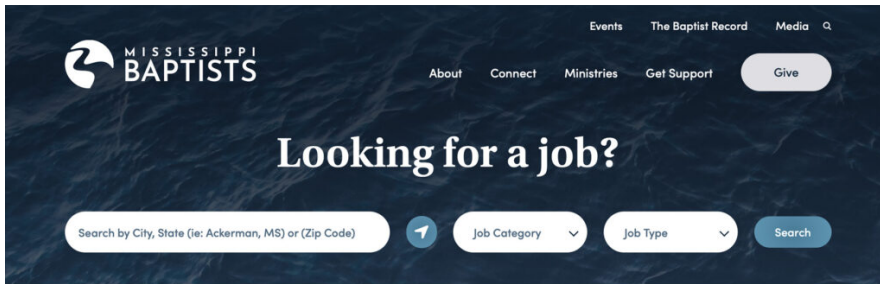 Events The Baptist Record Media
MISSISSIPPI
BAPTISTS
About Connect Ministries Get Support Give
Looking for a job?
Search by City, State (ie: Ackerman, MS) or (Zip Code) Job Category Job Type Search